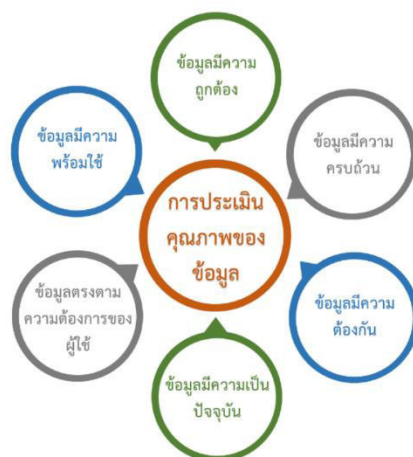 ข้อมูลมีความ
ถูกต้อง
ข้อมูลมีความ
ครบถ้วน
ข้อมูลมีความ
ต้องกัน
ข้อมูลมีความเป็น
ปัจจุบัน
ข้อมูลตรงตาม
ความต้องการของ
ผู้ใช้
ข้อมูลมีความ
พร้อมใช้
การประเมิน
คุณภาพของ
ข้อมูล